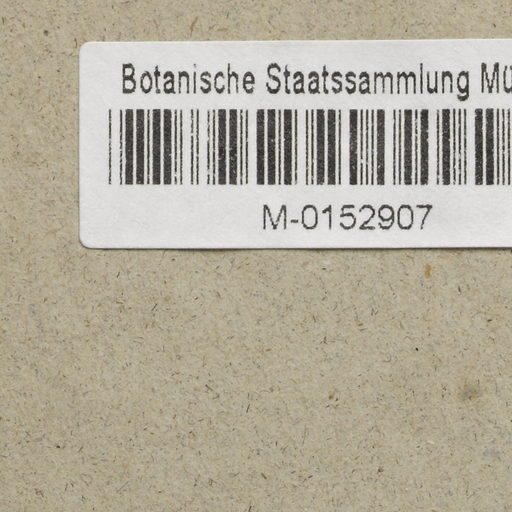 Botanische Staatssammlung Mü
M-0152907